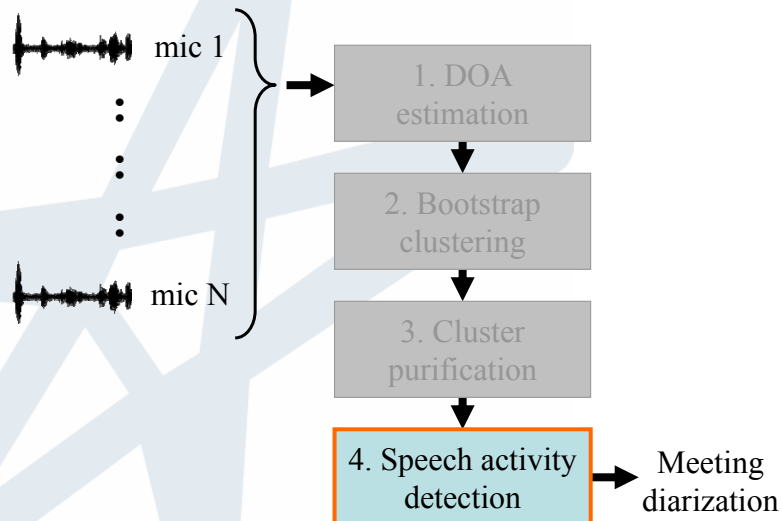 mic 1
mic N
1. DOA
estimation
2. Bootstrap
clustering
3. Cluster
purification
4. Speech activity
detection
Meeting
diarization